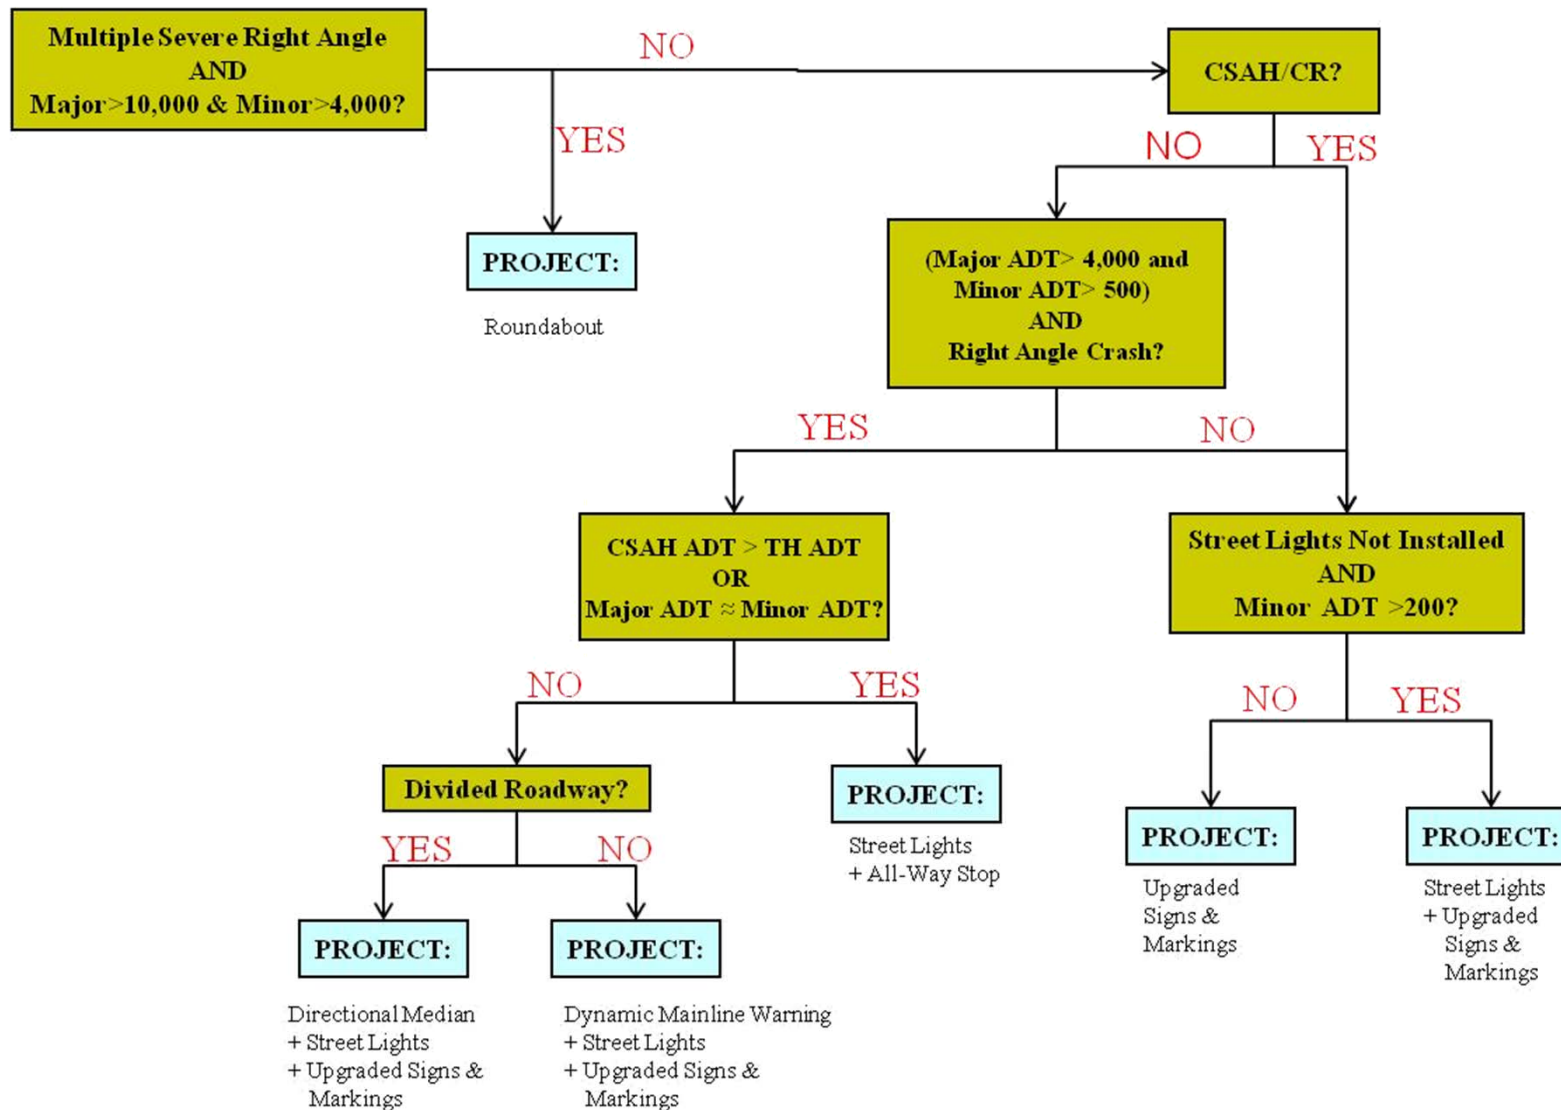 Multiple Severe Right Angle
AND
Major>10,000 & Minor>4,000?
NO
CSAH/CR?
YES
NO
YES
PROJECT:
Roundabout
(Major ADT> 4,000 and
Minor ADT> 500)
AND
Right Angle Crash?
YES
NO
CSAH ADT > TH ADT
OR
Major ADT ≈ Minor ADT?
Street Lights Not Installed
AND
Minor ADT >200?
NO
YES
NO
YES
Divided Roadway?
PROJECT:
Street Lights
+ All-Way Stop
PROJECT:
Upgraded
Signs &
Markings
PROJECT:
Street Lights
+ Upgraded
Signs &
Markings
YES
NO
PROJECT:
Directional Median
+ Street Lights
+ Upgraded Signs &
Markings
PROJECT:
Dynamic Mainline Warning
+ Street Lights
+ Upgraded Signs &
Markings